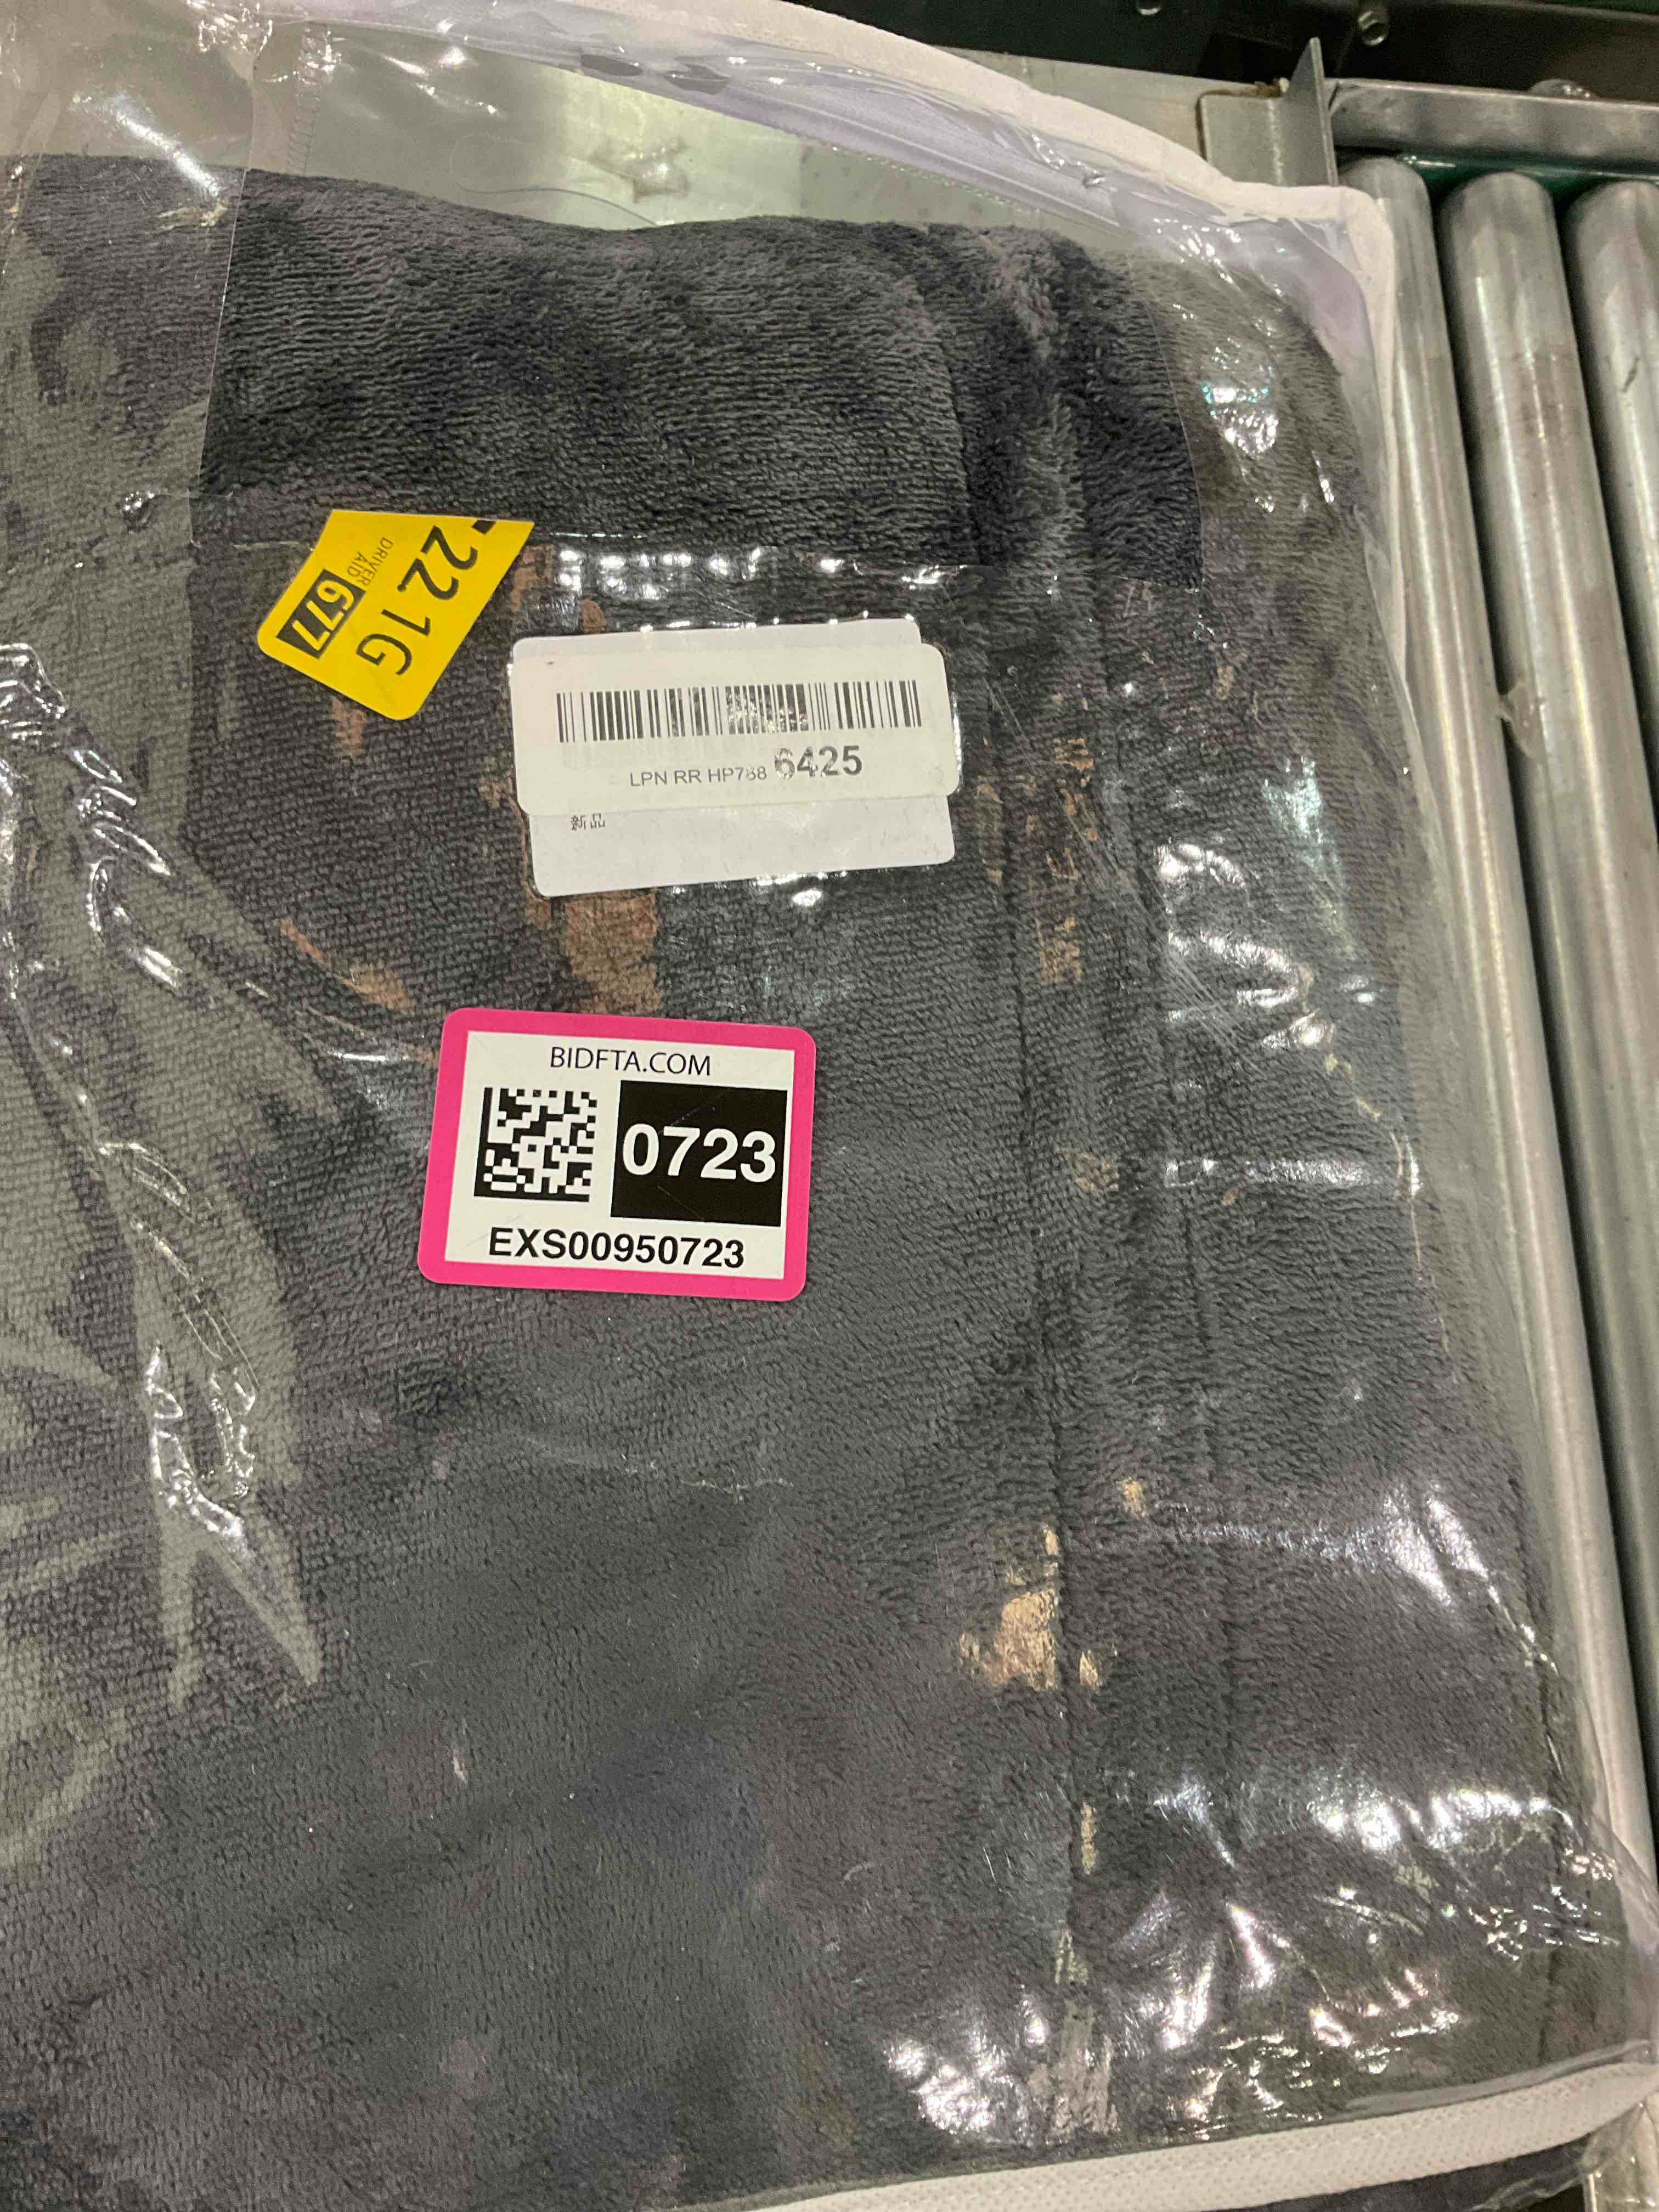 22 1G
DRIVER
AID
677
LPN RR HP788 6425
新品
BIDFTA.COM
0723
EXS00950723